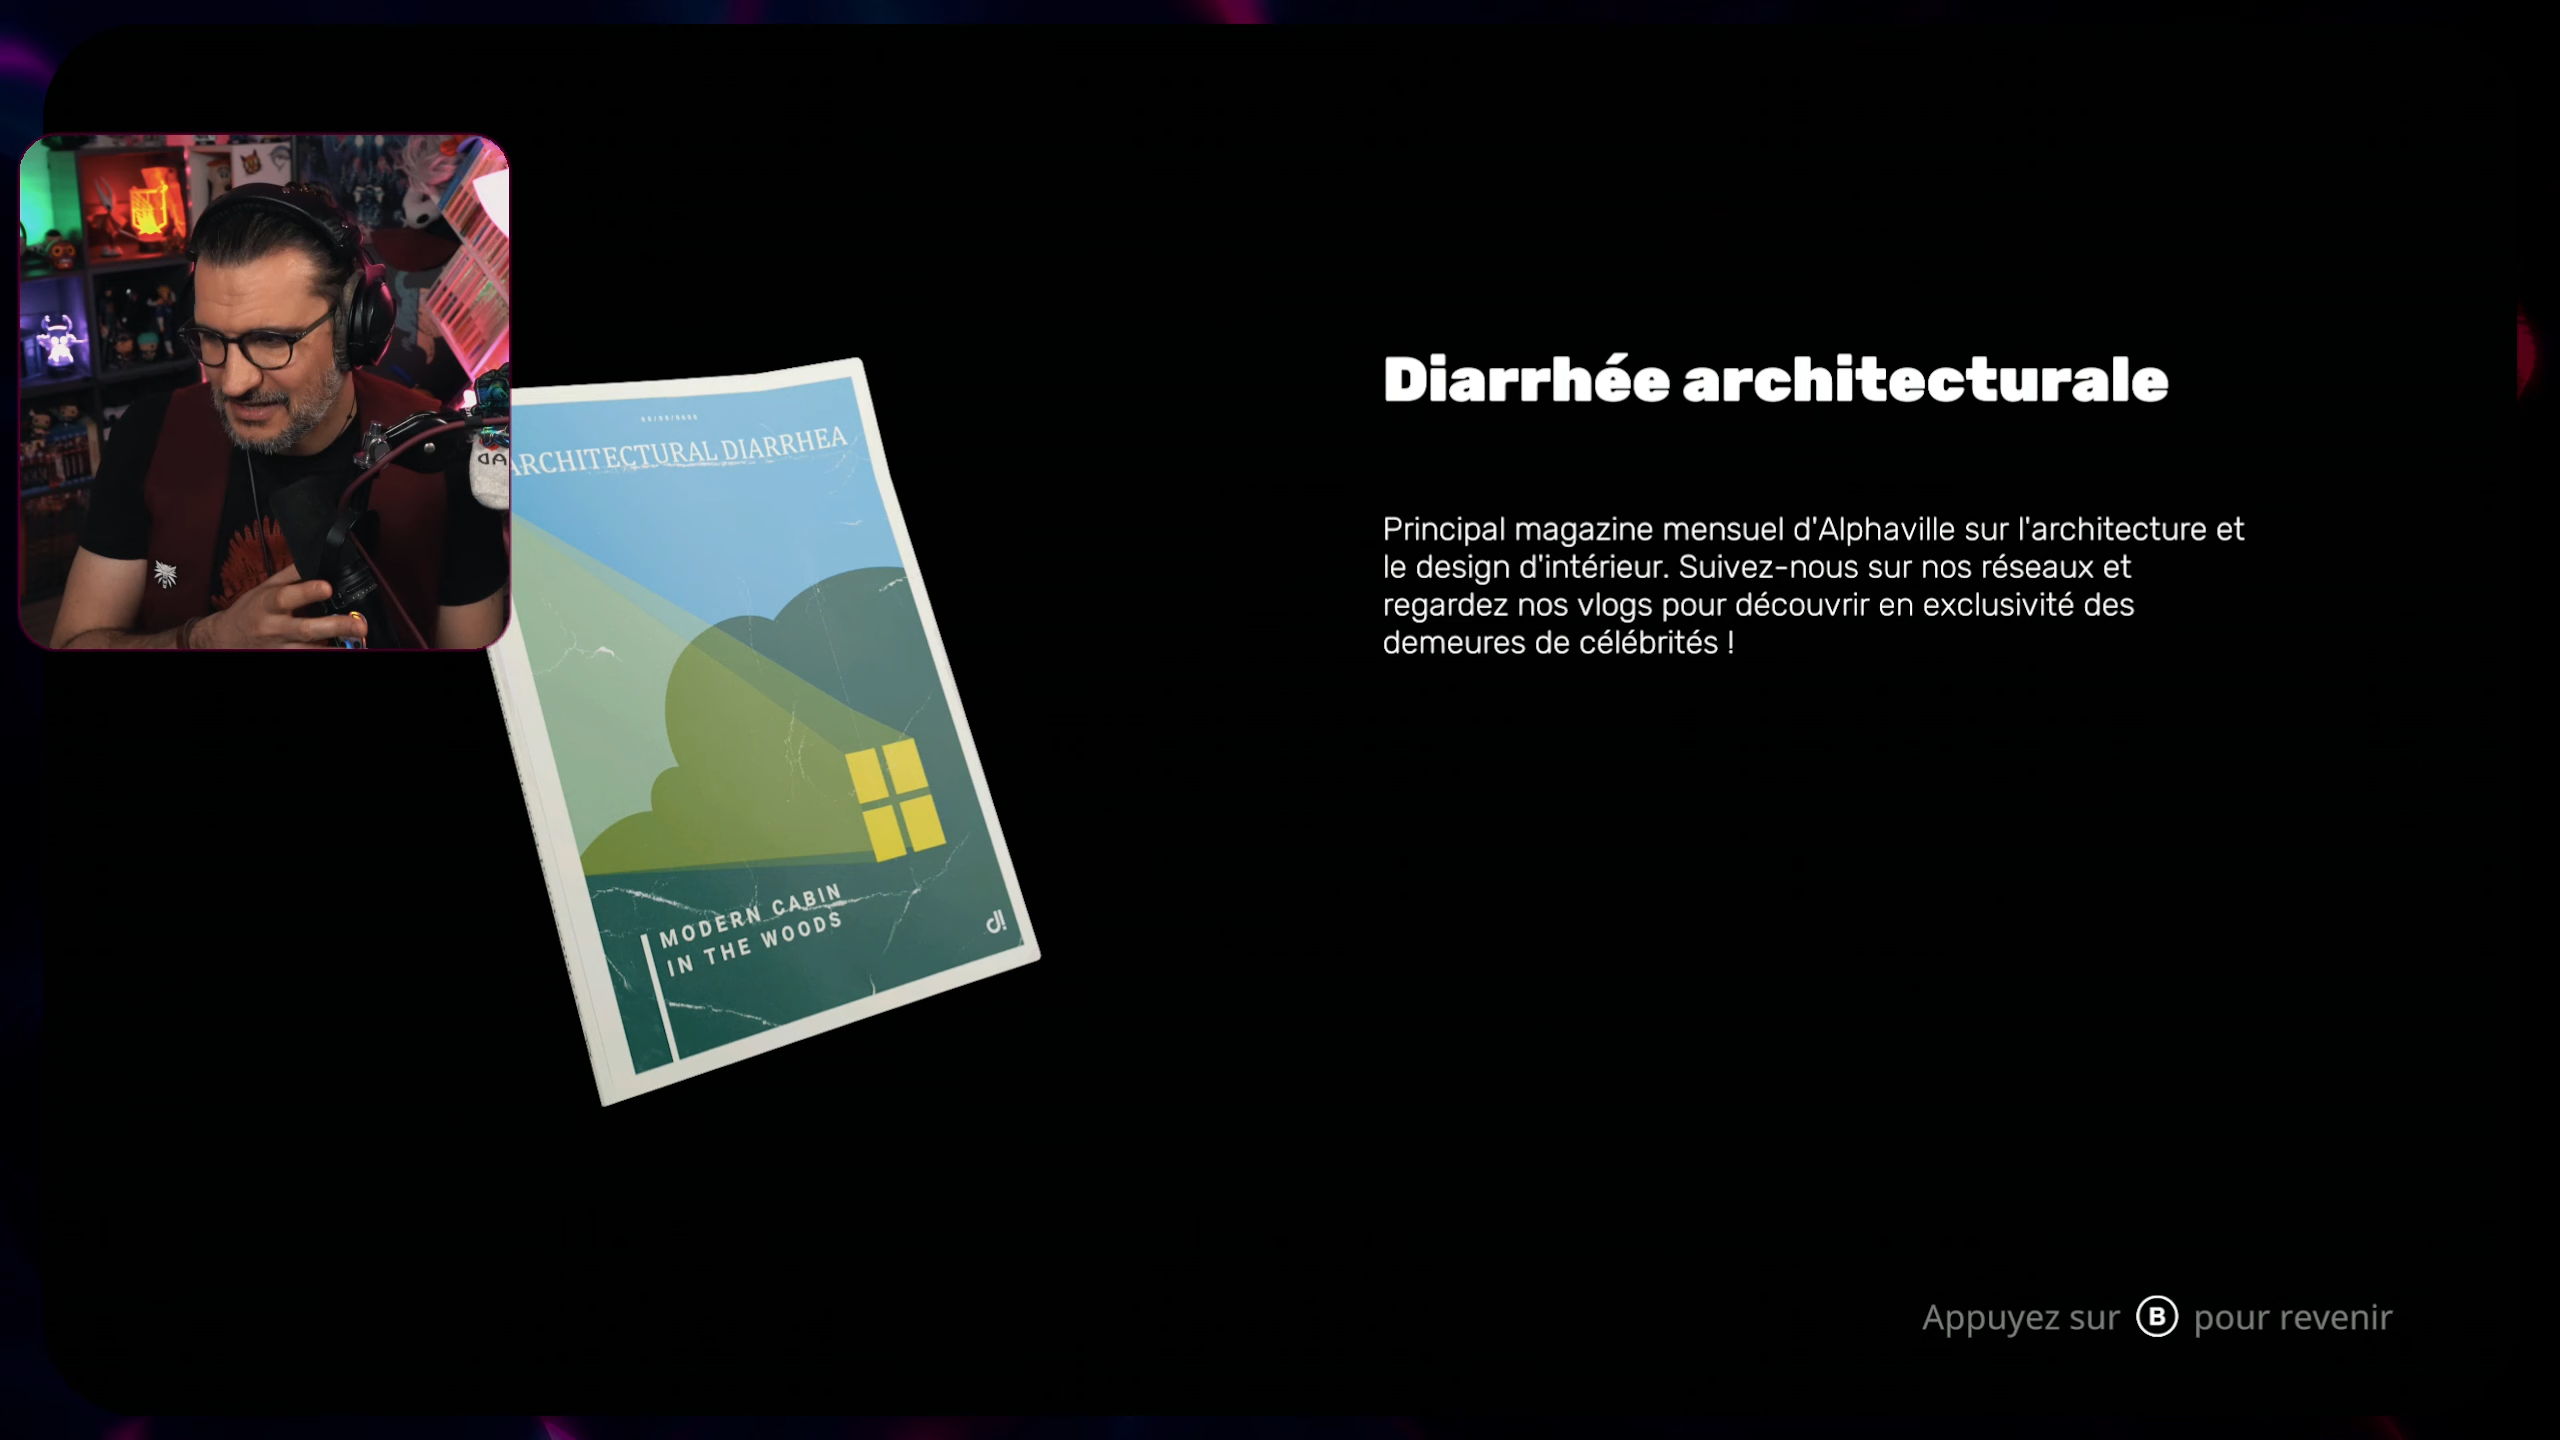 ARCHITECTURAL DIARRHEA
MODERN CABIN
IN THE WOODS
d!
Diarrhée architecturale
Principal magazine mensuel d'Alphaville sur l'architecture et
le design d'intérieur. Suivez-nous sur nos réseaux et
regardez nos vlogs pour découvrir en exclusivité des
demeures de célébrités !
Appuyez sur B pour revenir